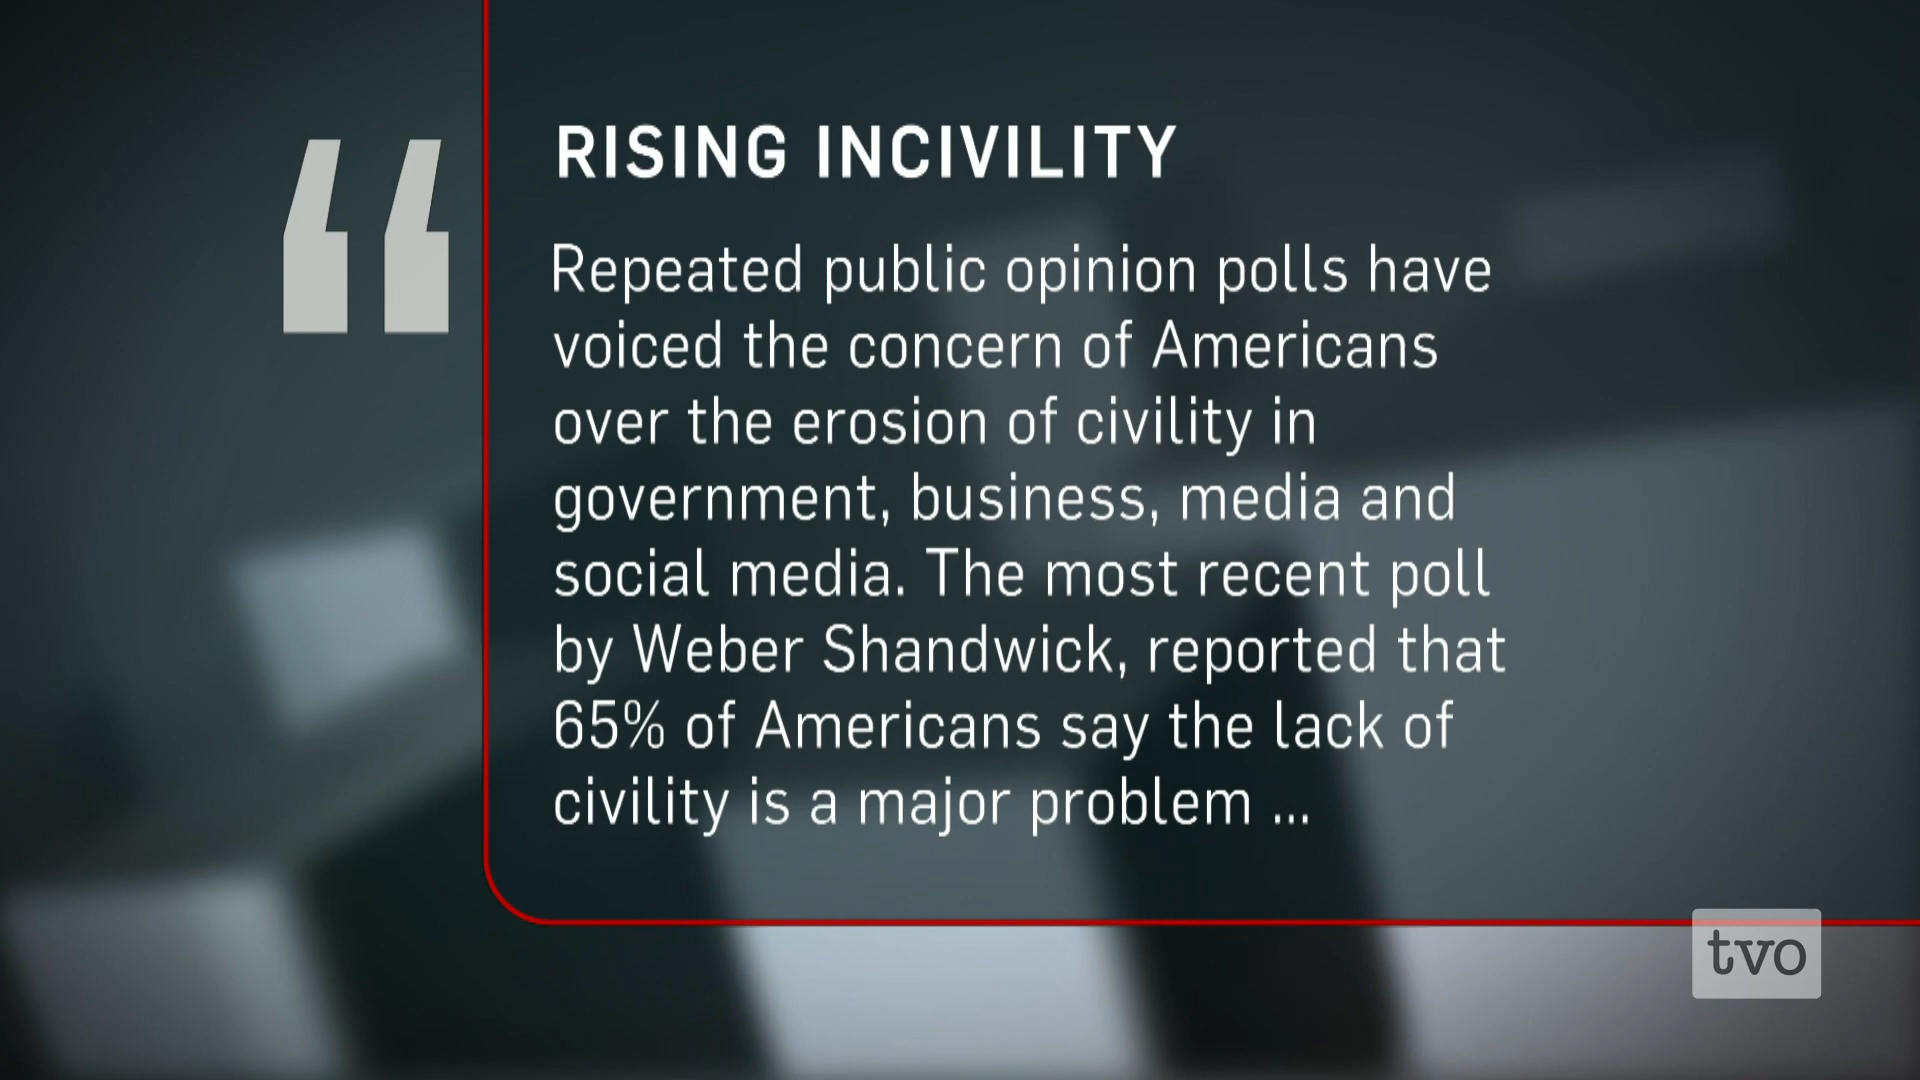 “
RISING INCIVILITY
Repeated public opinion polls have
voiced the concern of Americans
over the erosion of civility in
government, business, media and
social media. The most recent poll
by Weber Shandwick, reported that
65% of Americans say the lack of
civility is a major problem ...
tvo